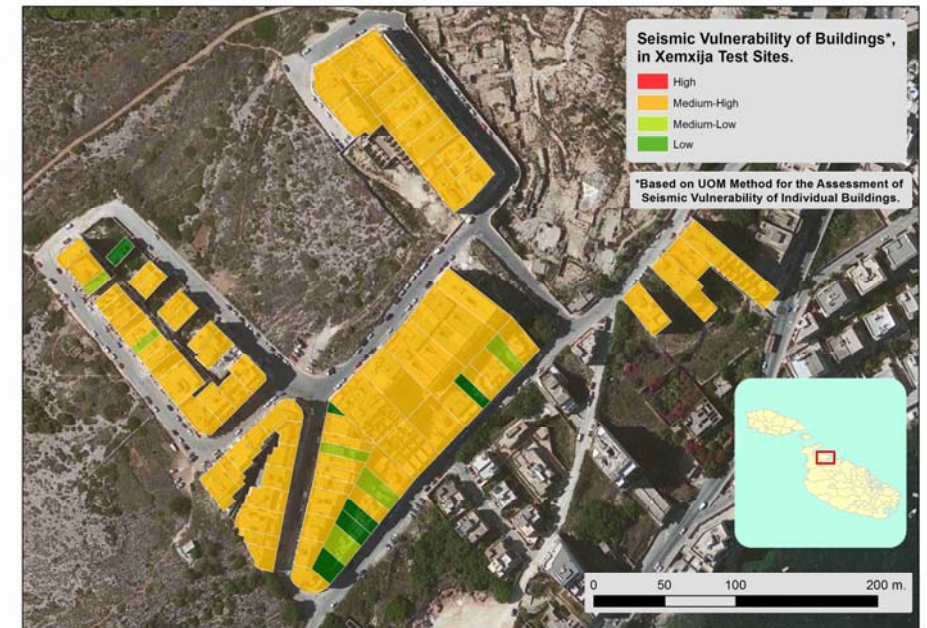 Seismic Vulnerability of Buildings*,
in Xemxija Test Sites.
High
Medium-High
Medium-Low
Low
*Based on UOM Method for the Assessment of
Seismic Vulnerability of Individual Buildings.
0 50 100 200 m.